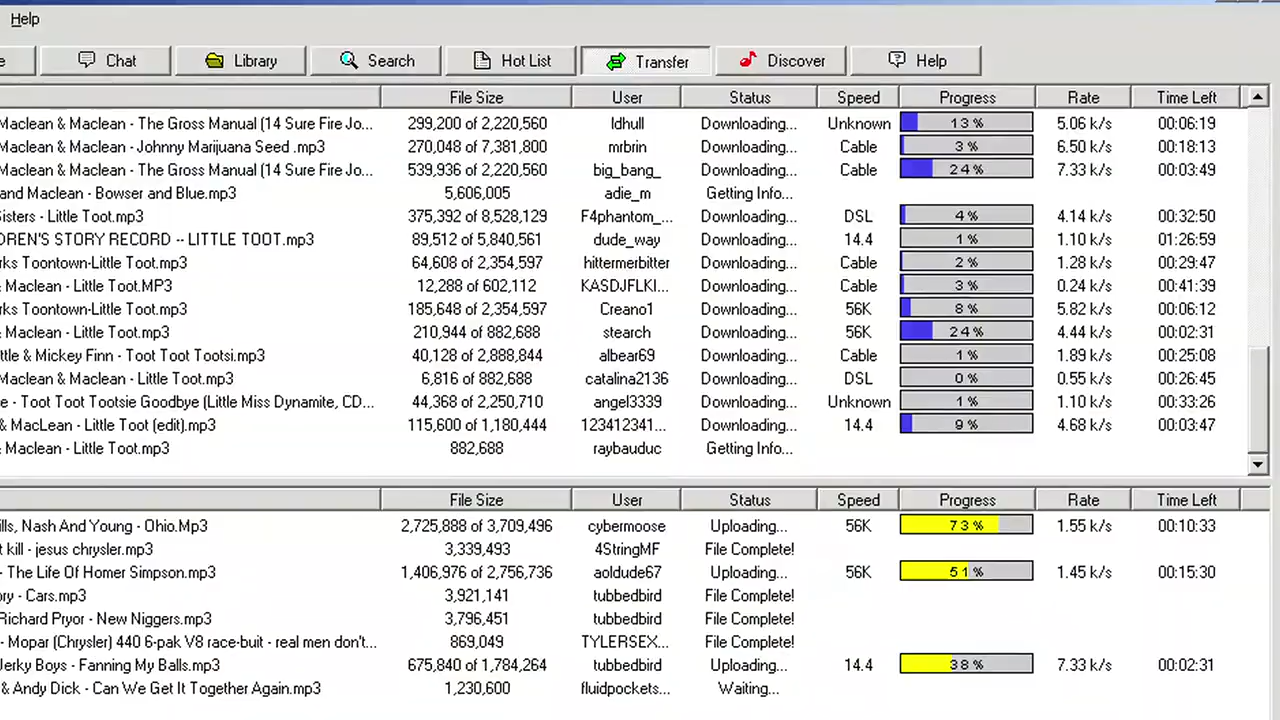 Help
e Chat Library Search Hot List Transfer Discover Help
File Size User Status Speed Progress Rate Time Left
Maclean & Maclean - The Gross Manual (14 Sure Fire Jo... 299,200 of 2,220,560 ldhull Downloading... Unknown 13% 5.06 k/s 00:06:19
Maclean & Maclean - Johnny Marijuana Seed .mp3 270,048 of 7,381,800 mrbrin Downloading... Cable 3% 6.50 k/s 00:18:13
Maclean & Maclean - The Gross Manual (14 Sure Fire Jo... 539,936 of 2,220,560 big_bang_ Downloading... Cable 24% 7.33 k/s 00:03:49
and Maclean - Bowser and Blue.mp3 5,606,005 adie_m Getting Info...
Sisters - Little Toot.mp3 375,392 of 8,528,129 F4phantom_... Downloading... DSL 4% 4.14 k/s 00:32:50
DREN'S STORY RECORD -- LITTLE TOOT.mp3 89,512 of 5,840,561 dude_way Downloading... 14.4 1% 1.10 k/s 01:26:59
rks Toontown-Little Toot.mp3 64,608 of 2,354,597 hittermerbitter Downloading... Cable 2% 1.28 k/s 00:29:47
& Maclean - Little Toot.MP3 12,288 of 602,112 KASDJFLKI... Downloading... Cable 3% 0.24 k/s 00:41:39
rks Toontown-Little Toot.mp3 185,648 of 2,354,597 Creano1 Downloading... 56K 8% 5.82 k/s 00:06:12
& Maclean - Little Toot.mp3 210,944 of 882,688 stearch Downloading... 56K 24% 4.44 k/s 00:02:31
ttle & Mickey Finn - Toot Toot Tootsi.mp3 40,128 of 2,888,844 albear69 Downloading... Cable 1% 1.89 k/s 00:25:08
Maclean & Maclean - Little Toot.mp3 6,816 of 882,688 catalina2136 Downloading... DSL 0% 0.55 k/s 00:26:45
e - Toot Toot Tootsie Goodbye (Little Miss Dynamite, CD... 44,368 of 2,250,710 angel3339 Downloading... Unknown 1% 1.10 k/s 00:33:26
& MacLean - Little Toot (edit).mp3 115,600 of 1,180,444 123412341... Downloading... 14.4 9% 4.68 k/s 00:03:47
& Maclean - Little Toot.mp3 882,688 raybauduc Getting Info...
File Size User Status Speed Progress Rate Time Left
ills, Nash And Young - Ohio.Mp3 2,725,888 of 3,709,496 cybermoose Uploading... 56K 73% 1.55 k/s 00:10:33
t kill - jesus chrysler.mp3 3,339,493 4StringMF File Complete!
- The Life Of Homer Simpson.mp3 1,406,976 of 2,756,736 aoldude67 Uploading... 56K 51% 1.45 k/s 00:15:30
ory - Cars.mp3 3,921,141 tubbedbird File Complete!
Richard Pryor - New Niggers.mp3 3,796,451 tubbedbird File Complete!
- Mopar (Chrysler) 440 6-pak V8 race-buit - real men don't... 869,049 TYLERSEX... File Complete!
Jerky Boys - Fanning My Balls.mp3 675,840 of 1,784,264 tubbedbird Uploading... 14.4 38% 7.33 k/s 00:02:31
& Andy Dick - Can We Get It Together Again.mp3 1,230,600 fluidpockets... Waiting...